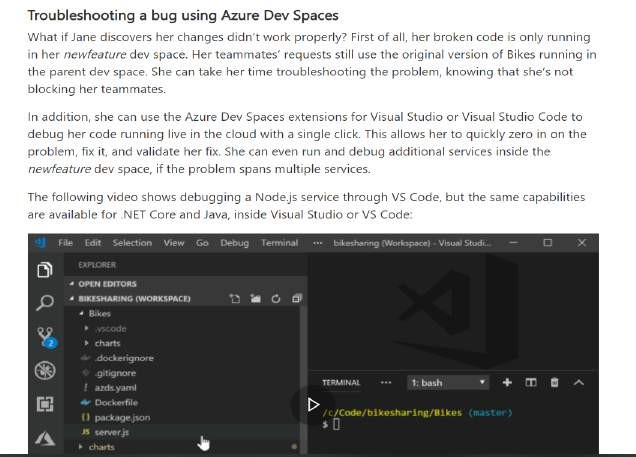 Troubleshooting a bug using Azure Dev Spaces
What if Jane discovers her changes didn't work properly? First of all, her broken code is only running
in her newfeature dev space. Her teammates' requests still use the original version of Bikes running in
the parent dev space. She can take her time troubleshooting the problem, knowing that she's not
blocking her teammates.
In addition, she can use the Azure Dev Spaces extensions for Visual Studio or Visual Studio Code to
debug her code running live in the cloud with a single click. This allows her to quickly zero in on the
problem, fix it, and validate her fix. She can even run and debug additional services inside the
newfeature dev space, if the problem spans multiple services.
The following video shows debugging a Node.js service through VS Code, but the same capabilities
are available for .NET Core and Java, inside Visual Studio or VS Code:
File Edit Selection View Go Debug Terminal ··· bikesharing (Workspace) - Visual Studi...
EXPLORER
OPEN EDITORS
BIKESHARING (WORKSPACE)
Bikes
.vscode
charts
.dockerignore
.gitignore
! azds.yaml
Dockerfile
{} package.json
JS server.js
charts
2
TERMINAL ··· 1: bash
/c/Code/bikesharing/Bikes (master)
$